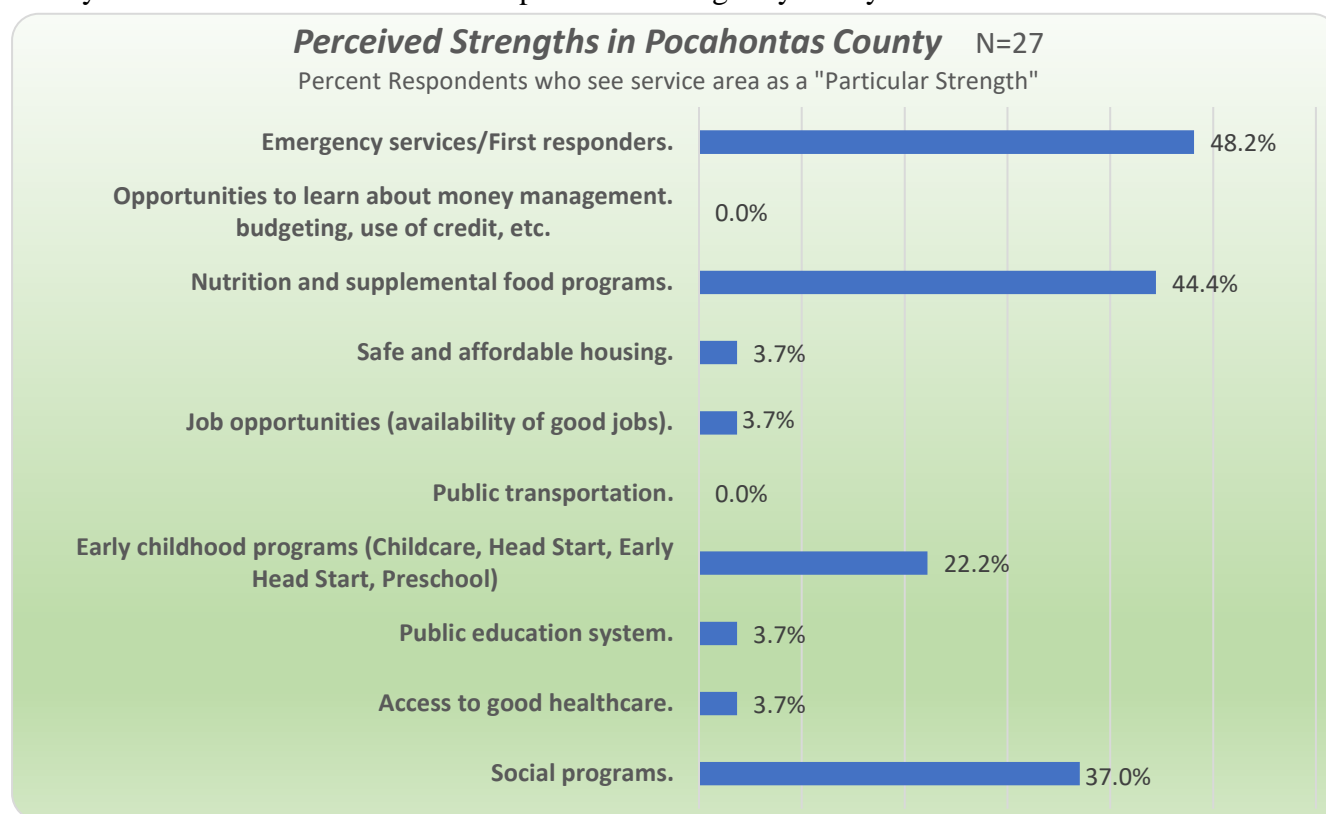 Perceived Strengths in Pocahontas County N=27
Percent Respondents who see service area as a "Particular Strength"
Emergency services/First responders. 48.2%
Opportunities to learn about money management.
budgeting, use of credit, etc. 0.0%
Nutrition and supplemental food programs. 44.4%
Safe and affordable housing. 3.7%
Job opportunities (availability of good jobs). 3.7%
Public transportation. 0.0%
Early childhood programs (Childcare, Head Start, Early
Head Start, Preschool) 22.2%
Public education system. 3.7%
Access to good healthcare. 3.7%
Social programs. 37.0%